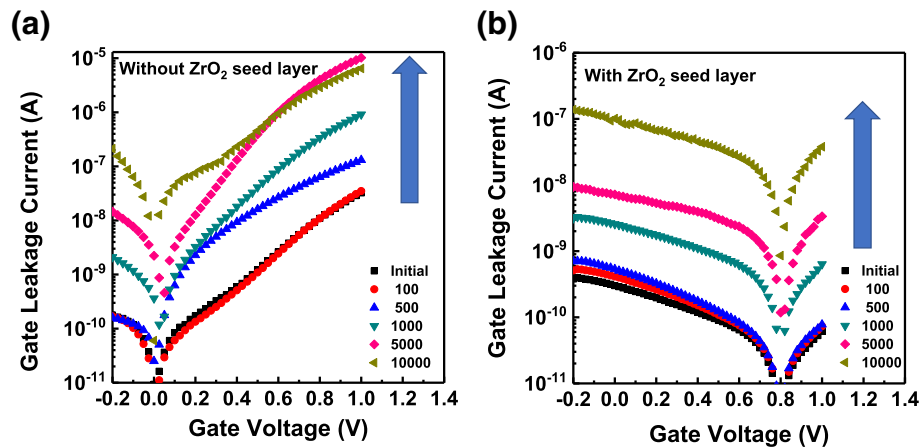 (a)
Without ZrO₂ seed layer
Gate Leakage Current (A)
10⁻⁵
10⁻⁶
10⁻⁷
10⁻⁸
10⁻⁹
10⁻¹⁰
10⁻¹¹
Initial
100
500
1000
5000
10000
-0.2 0.0 0.2 0.4 0.6 0.8 1.0 1.2 1.4
Gate Voltage (V)
(b)
With ZrO₂ seed layer
Gate Leakage Current (A)
10⁻⁶
10⁻⁷
10⁻⁸
10⁻⁹
10⁻¹⁰
10⁻¹¹
Initial
100
500
1000
5000
10000
-0.2 0.0 0.2 0.4 0.6 0.8 1.0 1.2 1.4
Gate Voltage (V)